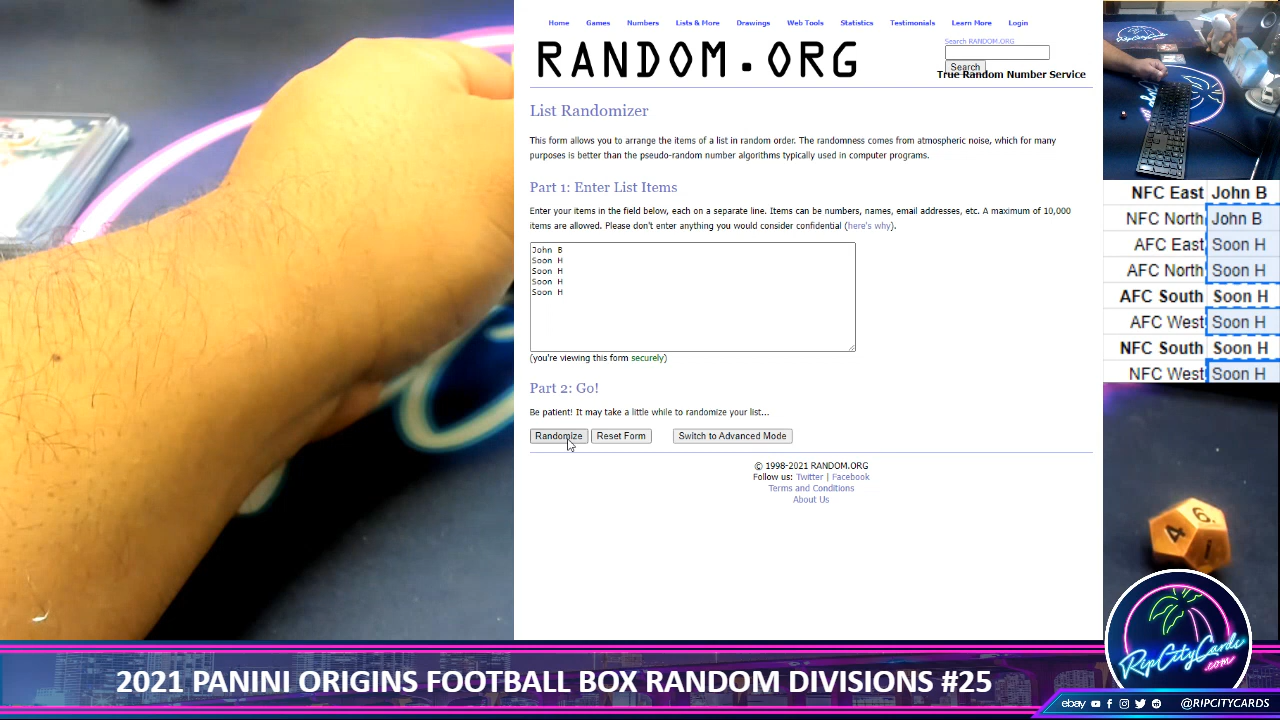 Home Games Numbers Lists & More Drawings Web Tools Statistics Testimonials Learn More Login
RANDOM.ORG
Search RANDOM.ORG
Search
True Random Number Service
List Randomizer
This form allows you to arrange the items of a list in random order. The randomness comes from atmospheric noise, which for many
purposes is better than the pseudo-random number algorithms typically used in computer programs.
Part 1: Enter List Items
Enter your items in the field below, each on a separate line. Items can be numbers, names, email addresses, etc. A maximum of 10,000
items are allowed. Please don't enter anything you would consider confidential (here's why).
John B
Soon H
Soon H
Soon H
Soon H
(you're viewing this form securely)
Part 2: Go!
Be patient! It may take a little while to randomize your list...
Randomize Reset Form Switch to Advanced Mode
© 1998-2021 RANDOM.ORG
Follow us: Twitter | Facebook
Terms and Conditions
About Us
NFC East John B
NFC North John B
AFC East Soon H
AFC North Soon H
AFC South Soon H
AFC West Soon H
NFC South Soon H
NFC West Soon H
6.
4
1
RipCityCards
.com
2021 PANINI ORIGINS FOOTBALL BOX RANDOM DIVISIONS #25
ebay @RIPCITYCARDS